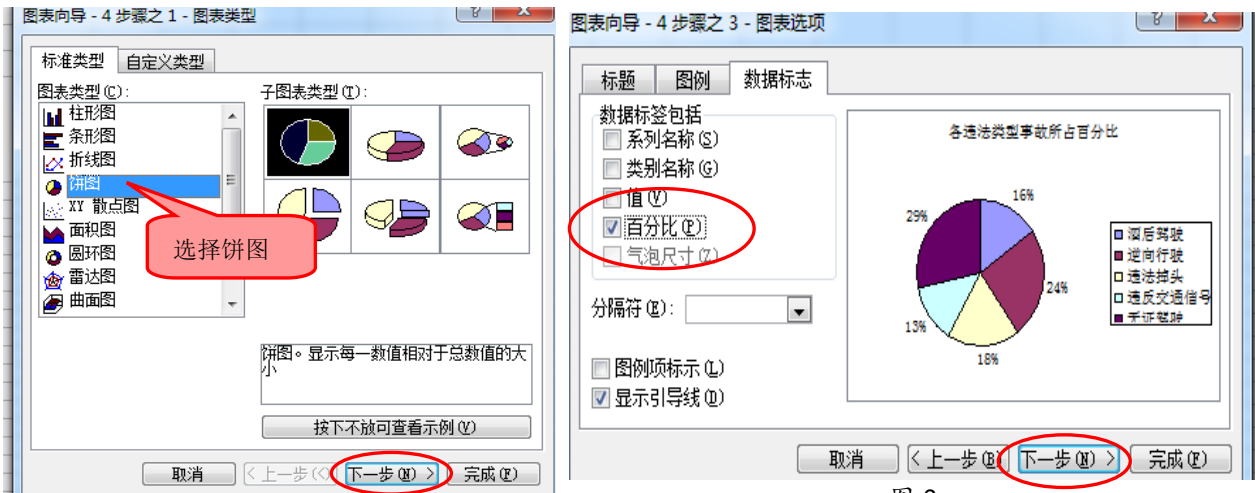 图表向导 - 4 步骤之 1 - 图表类型
标准类型 自定义类型
图表类型(C):
柱形图
条形图
折线图
饼图
XY 散点图
面积图
圆环图
雷达图
曲面图
选择饼图
子图表类型(T):
饼图。显示每一数值相对于总数值的大
小
按下不放可查看示例(V)
取消 <上一步(<) 下一步(N) > 完成(F)
图表向导 - 4 步骤之 3 - 图表选项
标题 图例 数据标志
数据标签包括
系列名称(S)
类别名称(G)
值(V)
百分比(P)
气泡尺寸(Z)
分隔符(E):
图例项标示(L)
显示引导线(D)
各违法类型事故所占百分比
16%
24%
18%
13%
29%
酒后驾驶
逆向行驶
违法掉头
违反交通信号
无证驾驶
取消 <上一步(B) 下一步(N) > 完成(F)